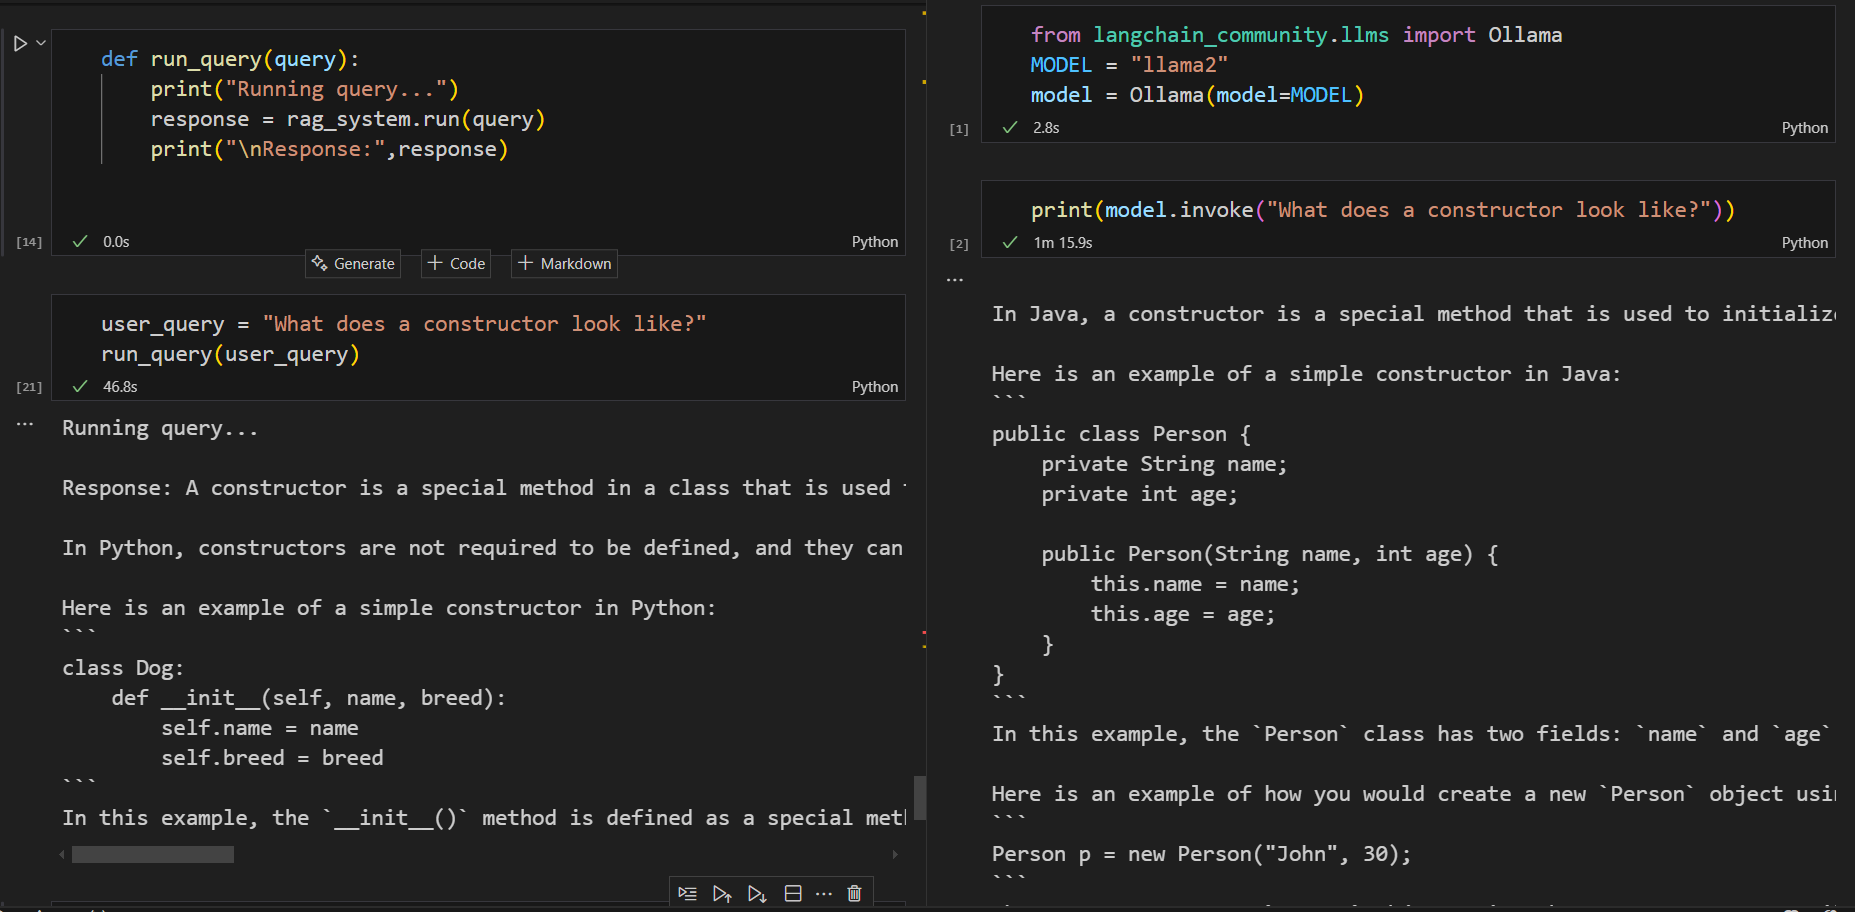 def run_query(query):
    print("Running query...")
    response = rag_system.run(query)
    print("\nResponse:",response)
[14]
0.0s
Python
Generate
Code
Markdown
user_query = "What does a constructor look like?"
run_query(user_query)
[21]
46.8s
Python
...
Running query...
Response: A constructor is a special method in a class that is used
In Python, constructors are not required to be defined, and they can
Here is an example of a simple constructor in Python:
```
class Dog:
    def __init__(self, name, breed):
        self.name = name
        self.breed = breed
```
In this example, the `__init__()` method is defined as a special
...
from langchain_community.llms import Ollama
MODEL = "llama2"
model = Ollama(model=MODEL)
[1]
2.8s
Python
print(model.invoke("What does a constructor look like?"))
[2]
1m 15.9s
Python
...
In Java, a constructor is a special method that is used to
Here is an example of a simple constructor in Java:
```
public class Person {
    private String name;
    private int age;
    public Person(String name, int age) {
        this.name = name;
        this.age = age;
    }
}
```
In this example, the `Person` class has two fields: `name` and `age`
Here is an example of how you would create a new `Person` object
```
Person p = new Person("John", 30);
```